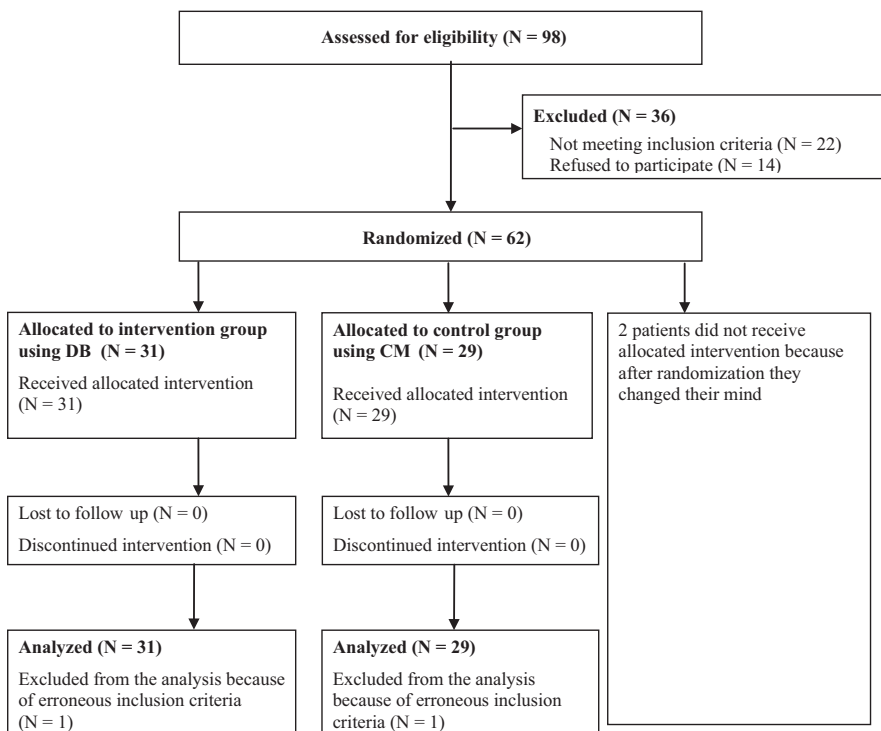 Assessed for eligibility (N = 98)
Excluded (N = 36)
Not meeting inclusion criteria (N = 22)
Refused to participate (N = 14)
Randomized (N = 62)
Allocated to intervention group
using DB (N = 31)
Received allocated intervention
(N = 31)
Allocated to control group
using CM (N = 29)
Received allocated intervention
(N = 29)
2 patients did not receive
allocated intervention because
after randomization they
changed their mind
Lost to follow up (N = 0)
Discontinued intervention (N = 0)
Lost to follow up (N = 0)
Discontinued intervention (N = 0)
Analyzed (N = 31)
Excluded from the analysis because
of erroneous inclusion criteria
(N = 1)
Analyzed (N = 29)
Excluded from the analysis
because of erroneous inclusion
criteria (N = 1)